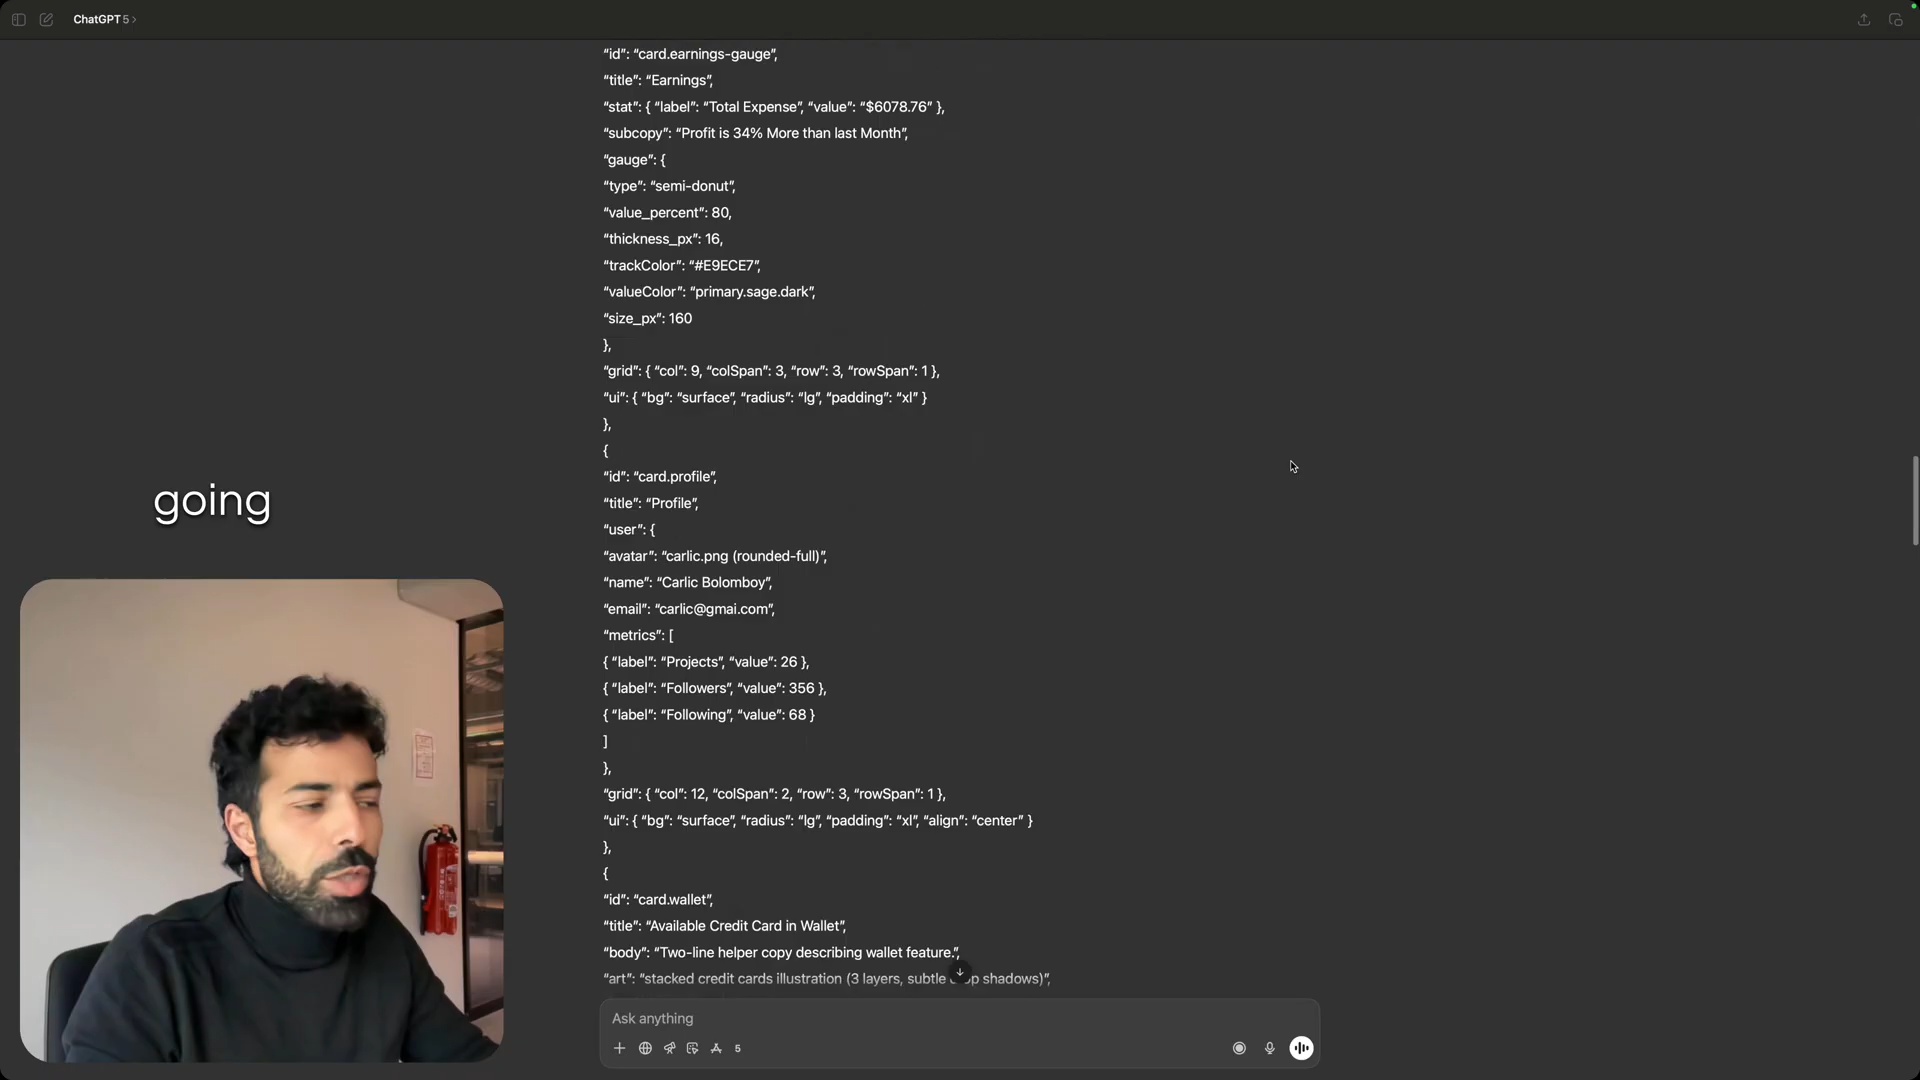 ChatGPT 5 >
“id”: “card.earnings-gauge”,
“title”: “Earnings”,
“stat”: { “label”: “Total Expense”, “value”: “$6078.76” },
“subcopy”: “Profit is 34% More than last Month”,
“gauge”: {
“type”: “semi-donut”,
“value_percent”: 80,
“thickness_px”: 16,
“trackColor”: “#E9ECE7”,
“valueColor”: “primary.sage.dark”,
“size_px”: 160
},
“grid”: { “col”: 9, “colSpan”: 3, “row”: 3, “rowSpan”: 1 },
“ui”: { “bg”: “surface”, “radius”: “lg”, “padding”: “xl” }
},
{
“id”: “card.profile”,
“title”: “Profile”,
“user”: {
“avatar”: “carlic.png (rounded-full)”,
“name”: “Carlic Bolomboy”,
“email”: “carlic@gmai.com”,
“metrics”: [
{ “label”: “Projects”, “value”: 26 },
{ “label”: “Followers”, “value”: 356 },
{ “label”: “Following”, “value”: 68 }
]
},
“grid”: { “col”: 12, “colSpan”: 2, “row”: 3, “rowSpan”: 1 },
“ui”: { “bg”: “surface”, “radius”: “lg”, “padding”: “xl”, “align”: “center” }
},
{
“id”: “card.wallet”,
“title”: “Available Credit Card in Wallet”,
“body”: “Two-line helper copy describing wallet feature.”,
“art”: “stacked credit cards illustration (3 layers, subtle shadows)”,
going
Ask anything
5